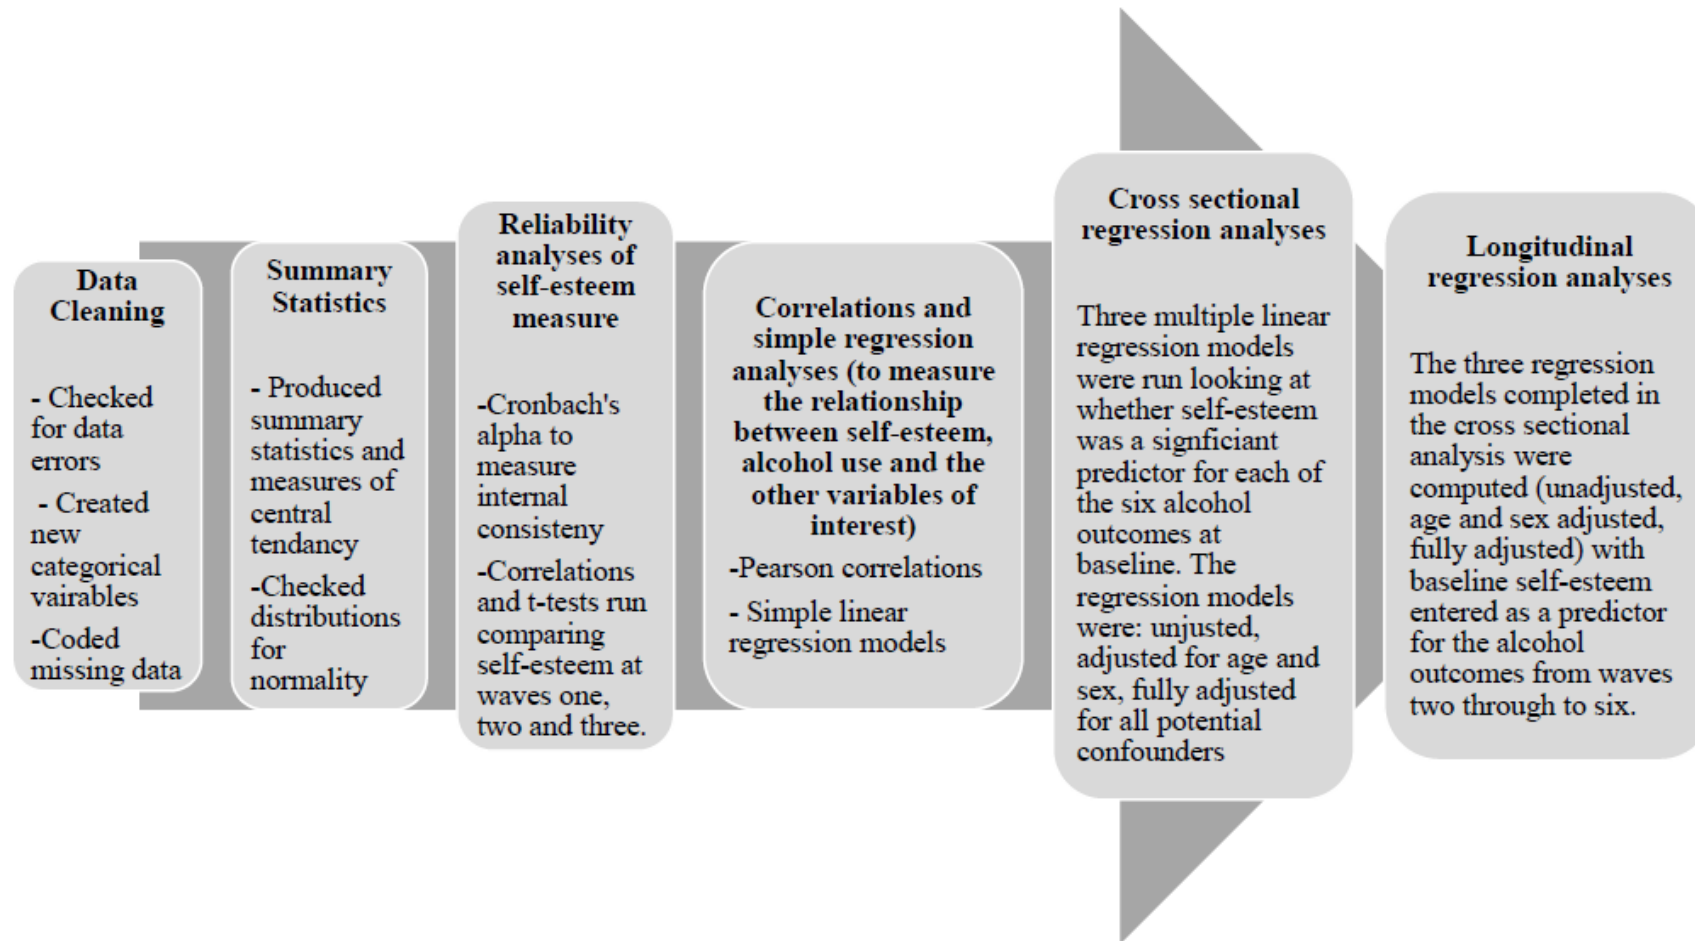 Data
Cleaning
- Checked
for data
errors
- Created
new
categorical
vairables
-Coded
missing data
Summary
Statistics
- Produced
summary
statistics and
measures of
central
tendancy
-Checked
distributions
for
normality
Reliability
analyses of
self-esteem
measure
-Cronbach's
alpha to
measure
internal
consisteny
-Correlations
and t-tests run
comparing
self-esteem at
waves one,
two and three.
Correlations and
simple regression
analyses (to measure
the relationship
between self-esteem,
alcohol use and the
other variables of
interest)
-Pearson correlations
- Simple linear
regression models
Cross sectional
regression analyses
Three multiple linear
regression models
were run looking at
whether self-esteem
was a signficiant
predictor for each of
the six alcohol
outcomes at
baseline. The
regression models
were: unjusted,
adjusted for age and
sex, fully adjusted
for all potential
confounders
Longitudinal
regression analyses
The three regression
models completed in
the cross sectional
analysis were
computed (unadjusted,
age and sex adjusted,
fully adjusted) with
baseline self-esteem
entered as a predictor
for the alcohol
outcomes from waves
two through to six.